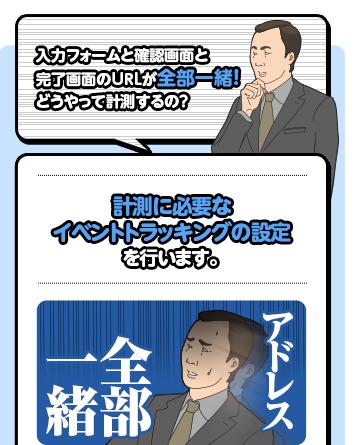 入力フォームと確認画面と
完了画面のURLが全部一緒!
どうやって計測するの?
計測に必要な
イベントトラッキングの設定
を行います。
アドレス
全部
一緒